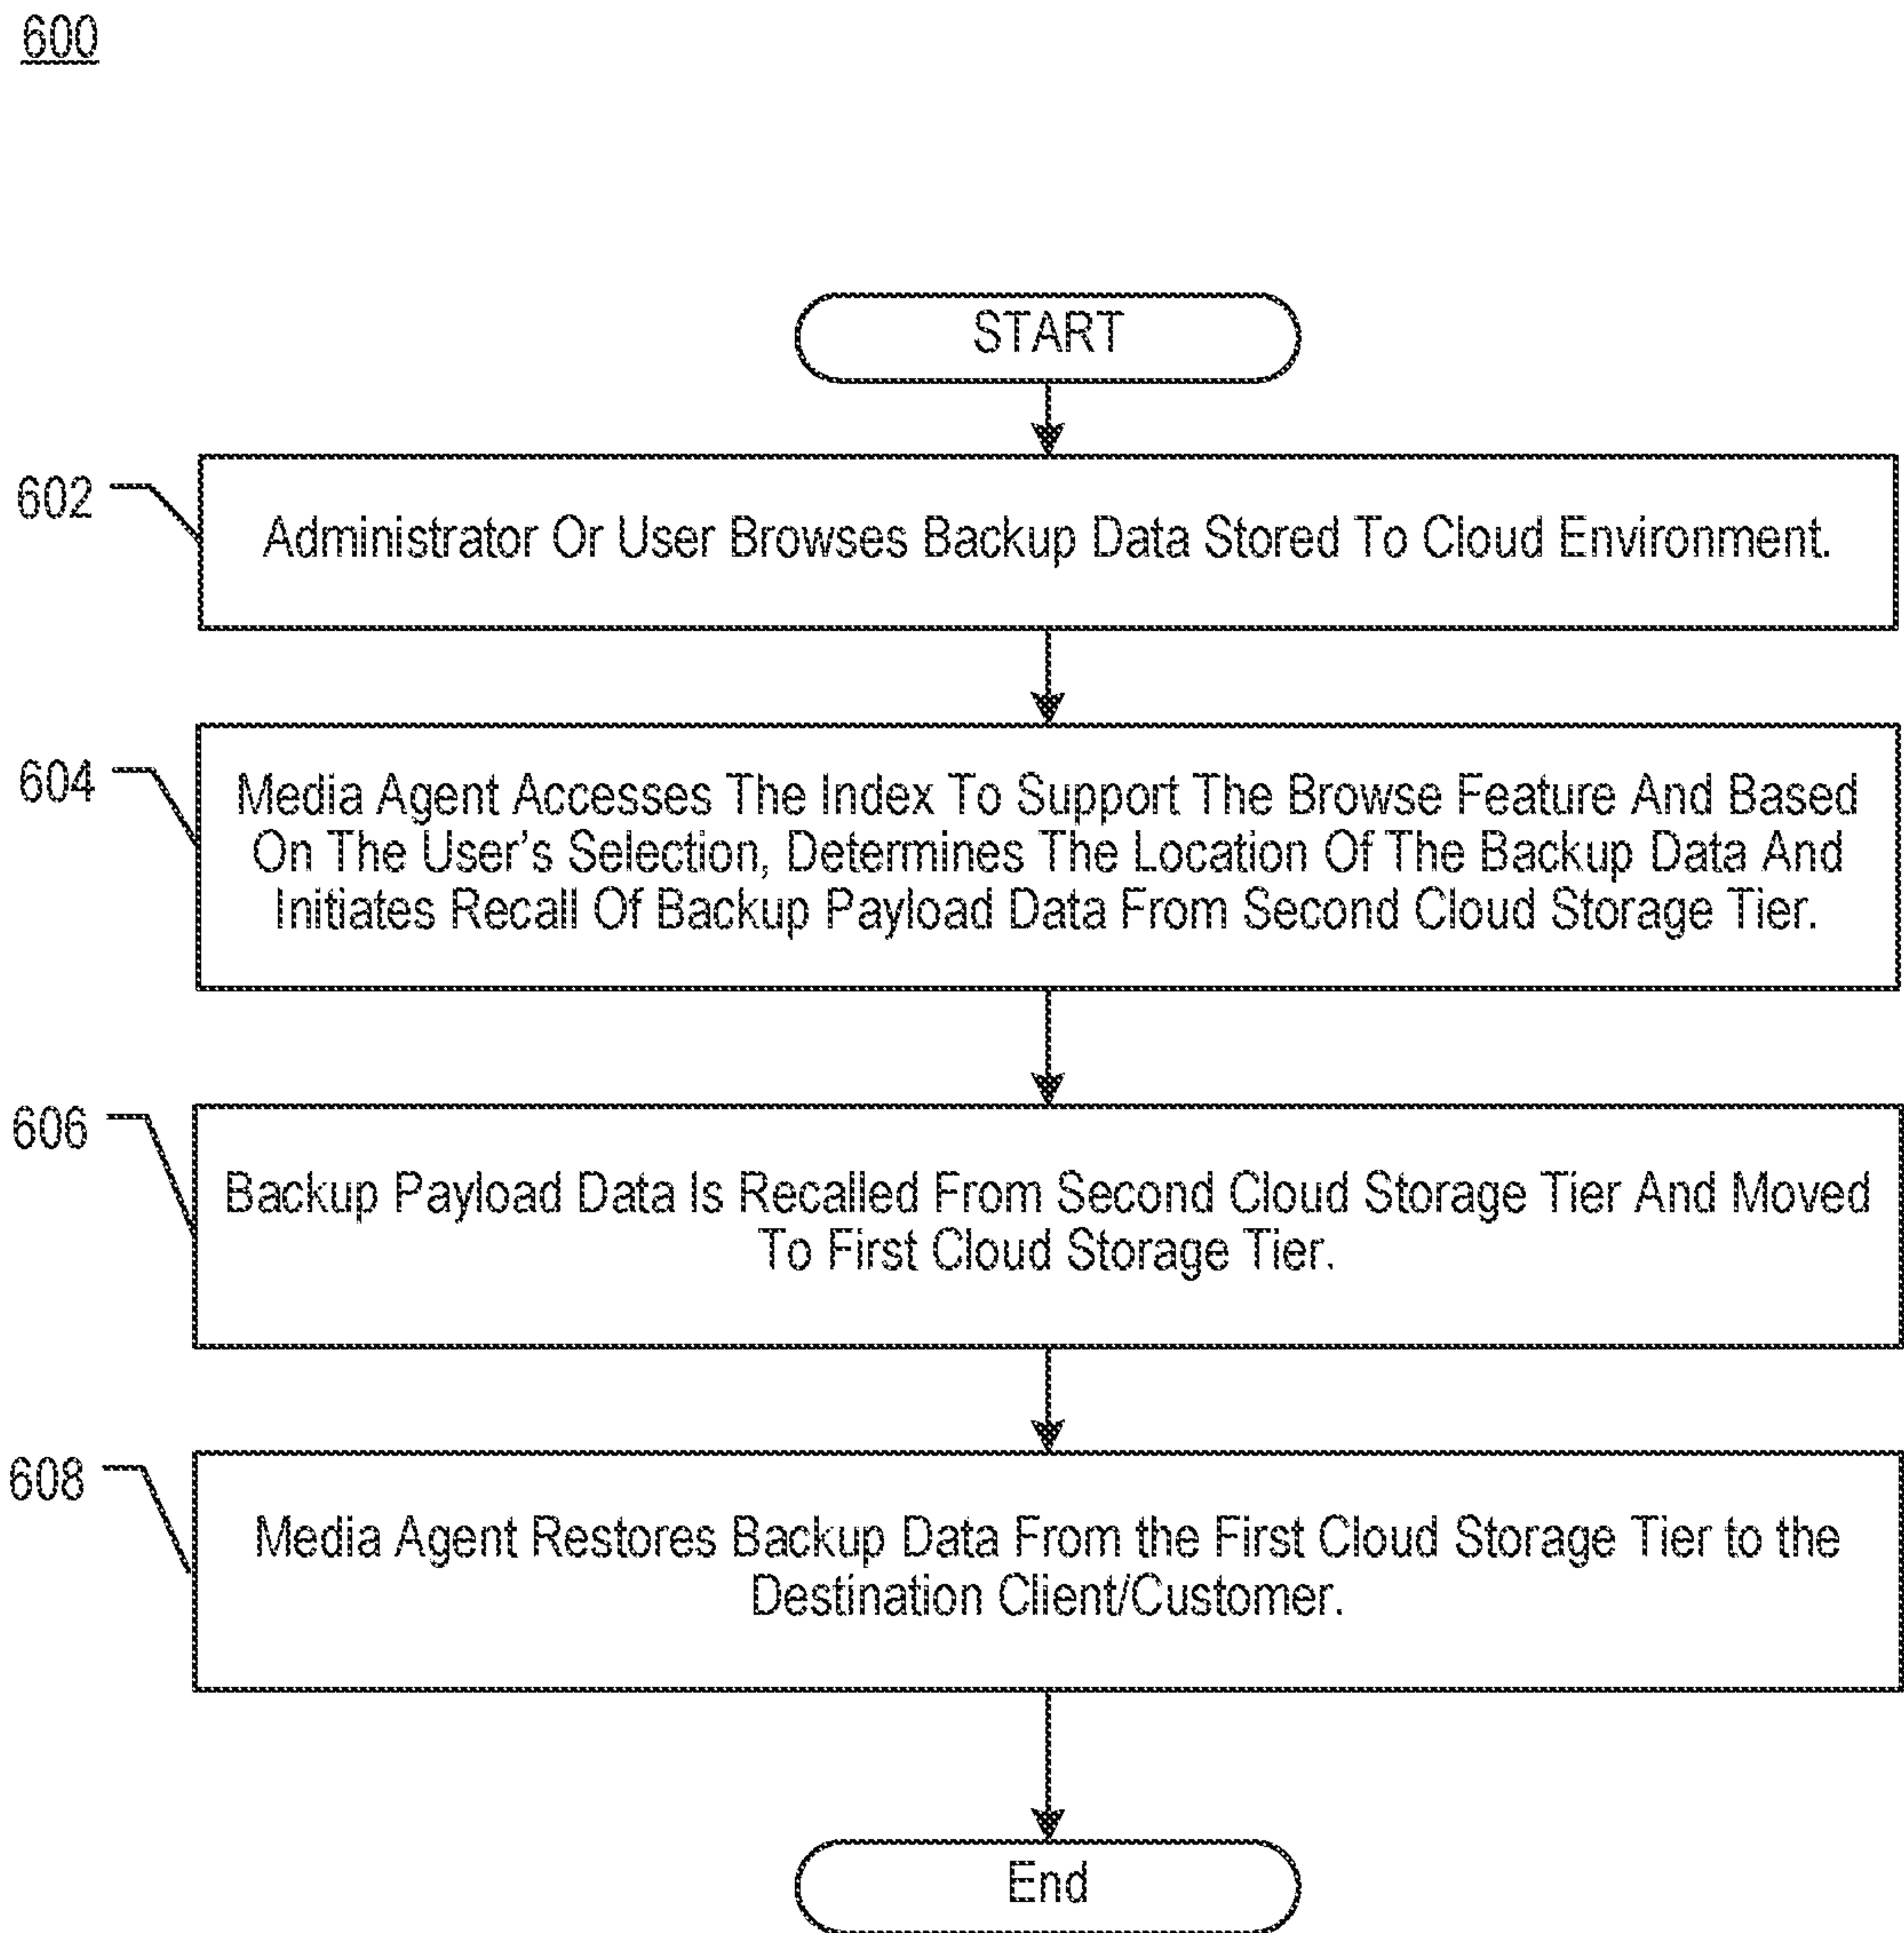 600
START
602
Administrator Or User Browses Backup Data Stored To Cloud Environment.
604
Media Agent Accesses The Index To Support The Browse Feature And Based
On The User's Selection, Determines The Location Of The Backup Data And
Initiates Recall Of Backup Payload Data From Second Cloud Storage Tier.
606
Backup Payload Data Is Recalled From Second Cloud Storage Tier And Moved
To First Cloud Storage Tier.
608
Media Agent Restores Backup Data From the First Cloud Storage Tier to the
Destination Client/Customer.
End